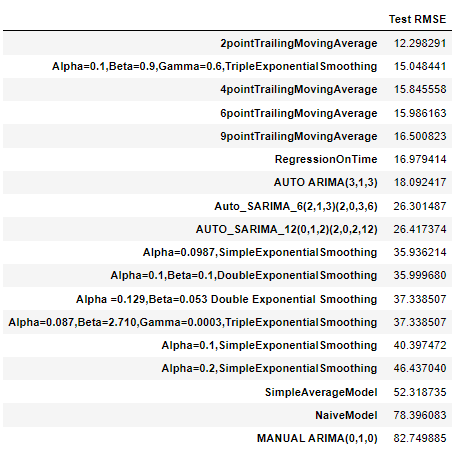 Test RMSE
2pointTrailingMovingAverage 12.298291
Alpha=0.1,Beta=0.9,Gamma=0.6,TripleExponentialSmoothing 15.048441
4pointTrailingMovingAverage 15.845558
6pointTrailingMovingAverage 15.986163
9pointTrailingMovingAverage 16.500823
RegressionOnTime 16.979414
AUTO ARIMA(3,1,3) 18.092417
Auto_SARIMA_6(2,1,3)(2,0,3,6) 26.301487
AUTO_SARIMA_12(0,1,2)(2,0,2,12) 26.417374
Alpha=0.0987,SimpleExponentialSmoothing 35.936214
Alpha=0.1,Beta=0.1,DoubleExponentialSmoothing 35.999680
Alpha =0.129,Beta=0.053 Double Exponential Smoothing 37.338507
Alpha=0.087,Beta=2.710,Gamma=0.0003,TripleExponentialSmoothing 37.338507
Alpha=0.1,SimpleExponentialSmoothing 40.397472
Alpha=0.2,SimpleExponentialSmoothing 46.437040
SimpleAverageModel 52.318735
NaiveModel 78.396083
MANUAL ARIMA(0,1,0) 82.749885